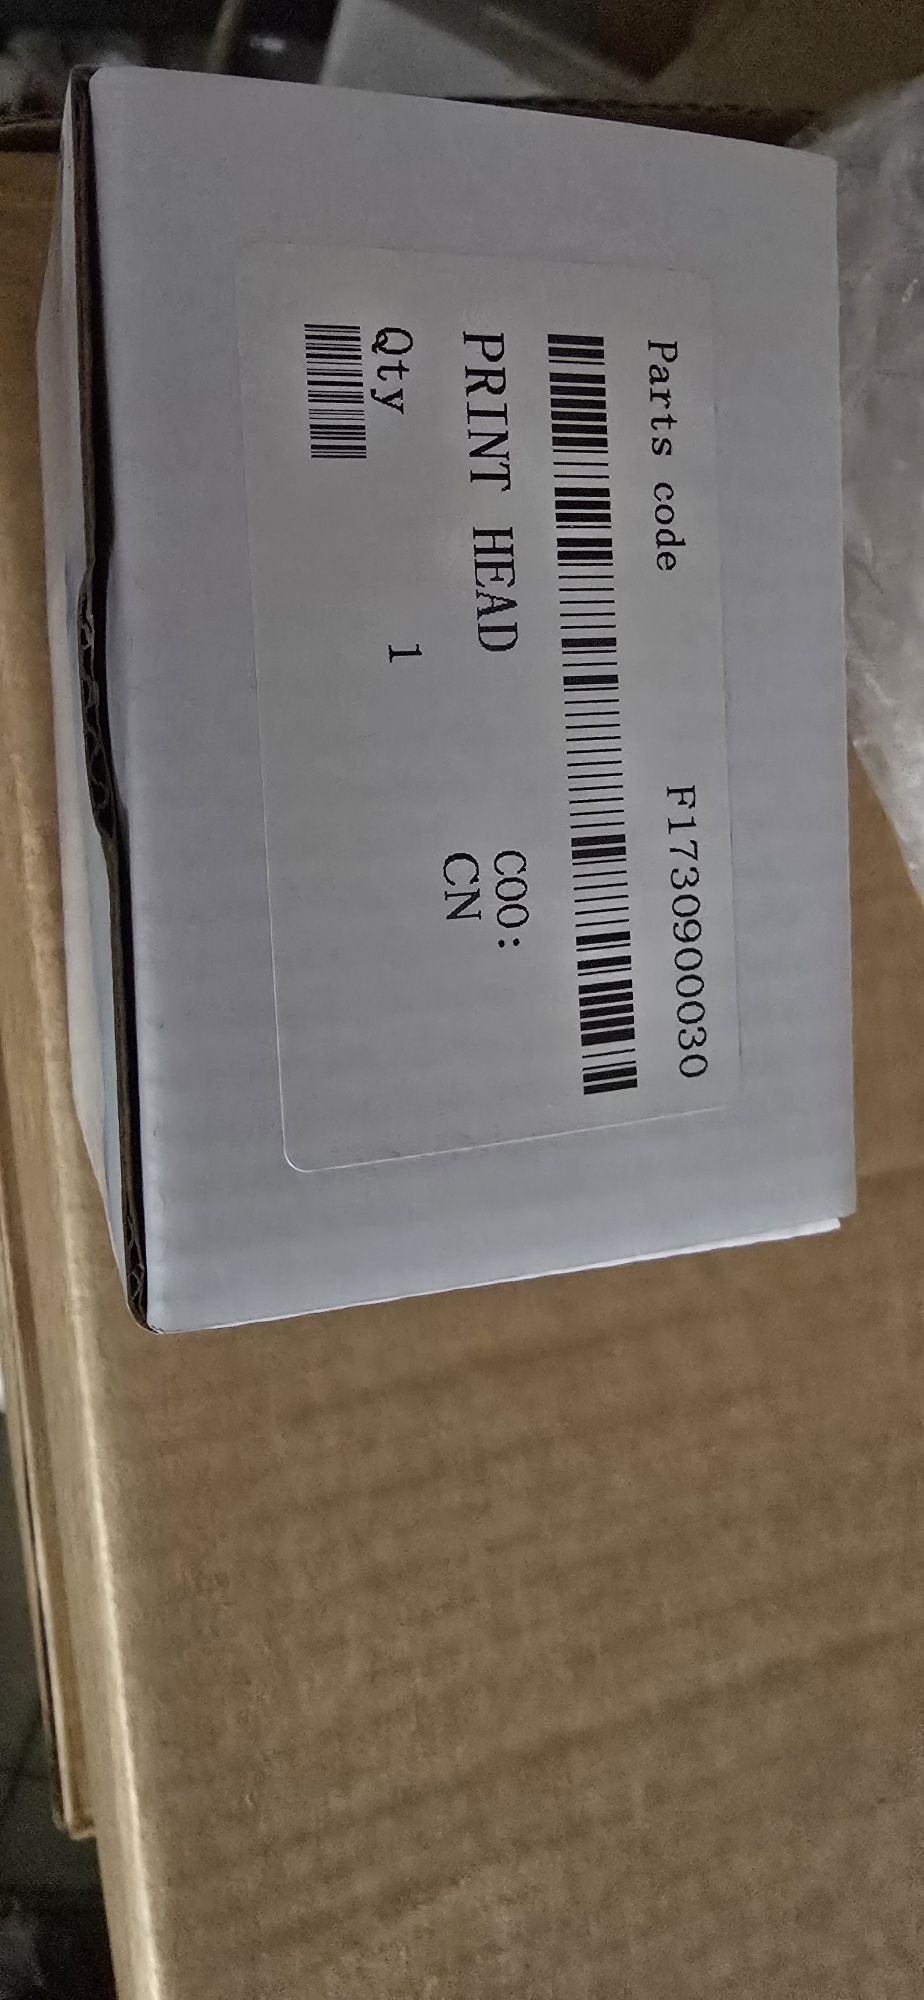 Parts code F1730900030
PRINT HEAD COO:
CN
Qty 1